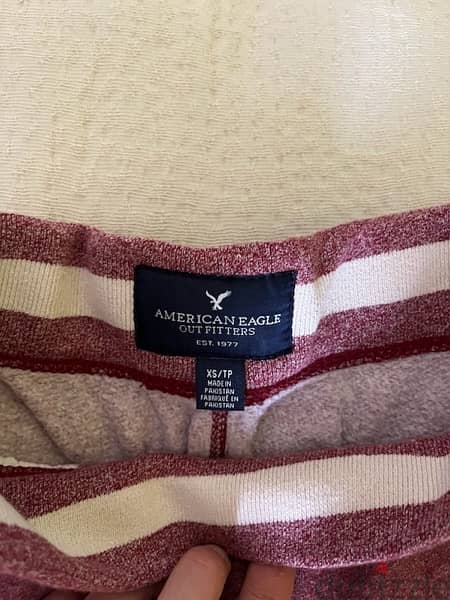 AMERICAN EAGLE
OUTFITTERS
EST. 1977
XS/TP
MADE IN
PAKISTAN
FABRIQUÉ EN
PAKISTAN